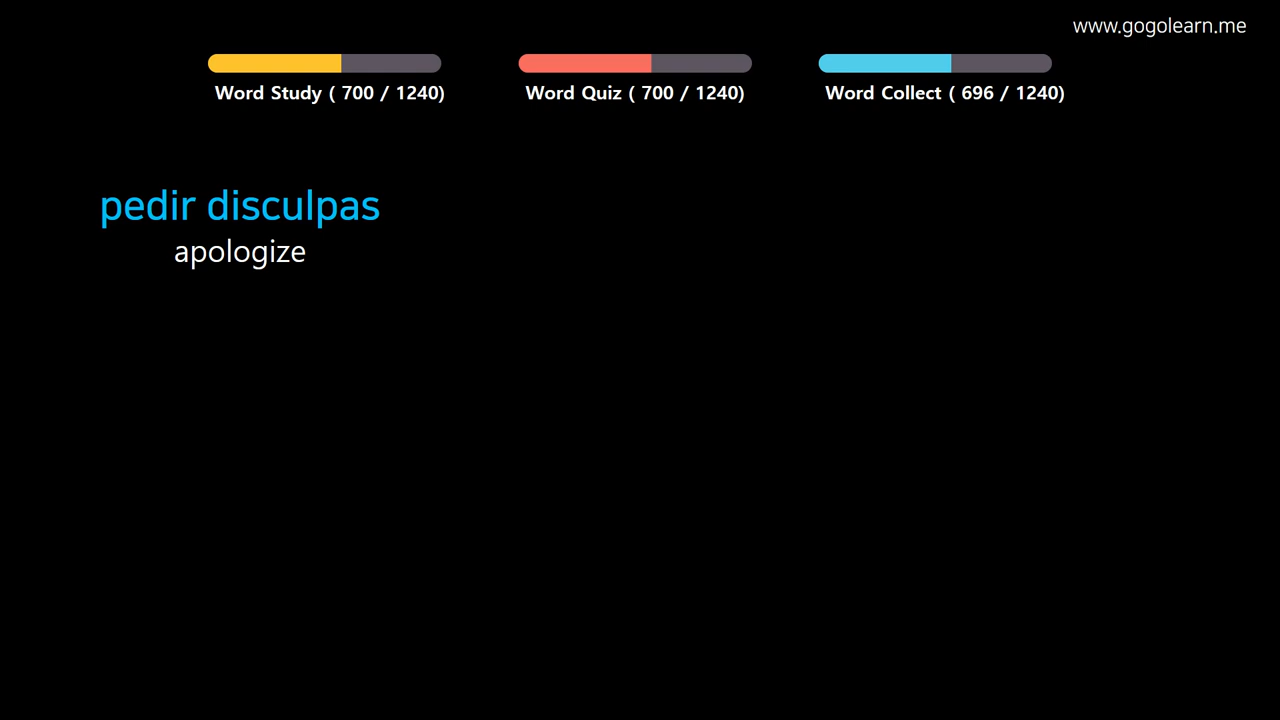 www.gogolearn.me
Word Study ( 700 / 1240)
Word Quiz ( 700 / 1240)
Word Collect ( 696 / 1240)
pedir disculpas
apologize